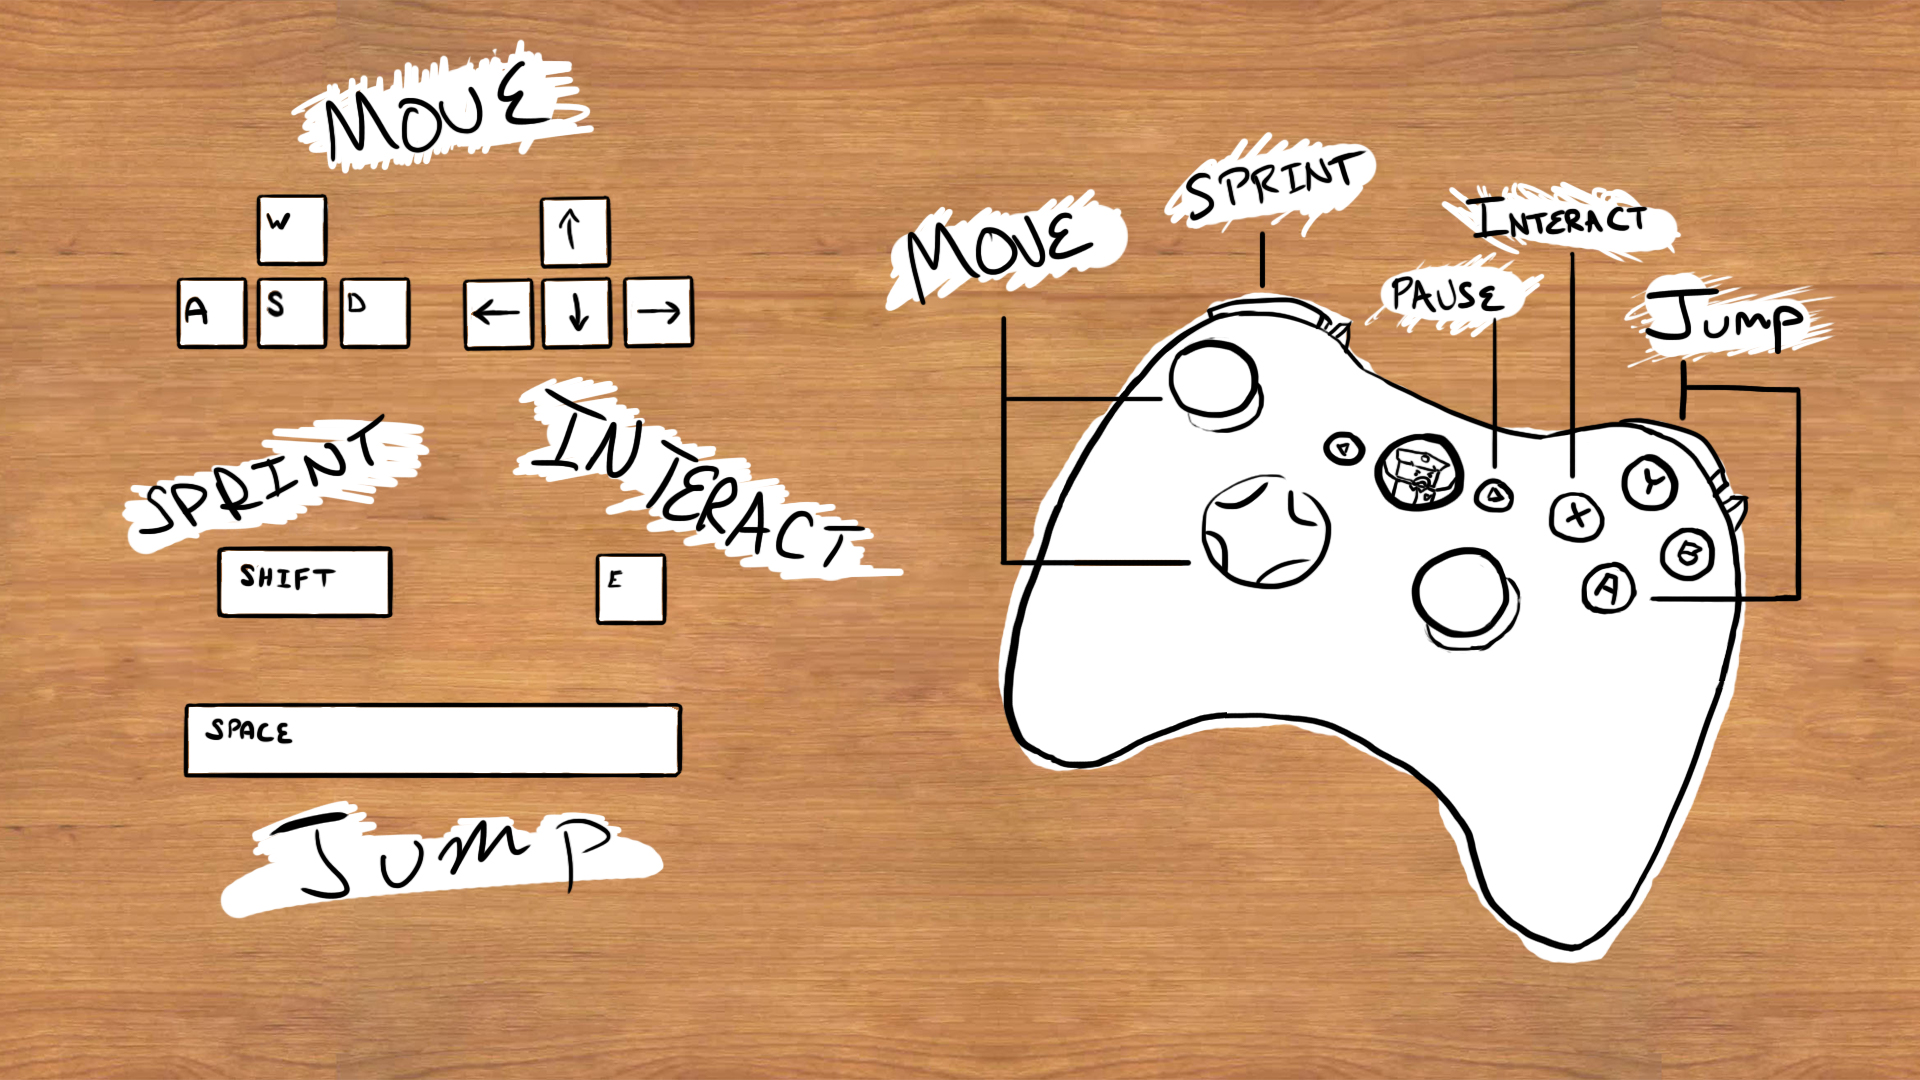 MOVE
W
↑
A S D ← ↓ →
SPRINT
INTERACT
SHIFT
E
SPACE
Jump
MOVE
SPRINT
INTERACT
PAUSE
Jump
Y
X
B
A